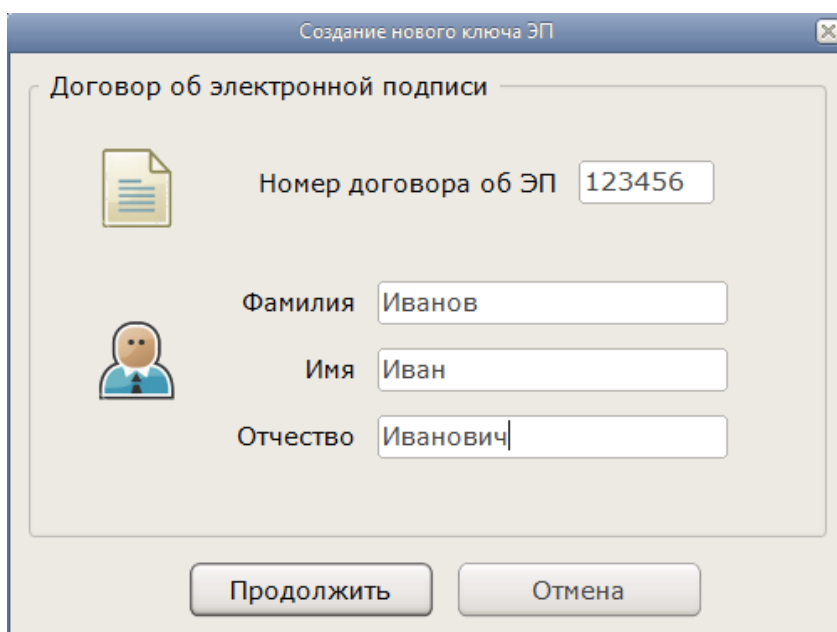 Создание нового ключа ЭП
Договор об электронной подписи
Номер договора об ЭП 123456
Фамилия Иванов
Имя Иван
Отчество Иванович
Продолжить Отмена